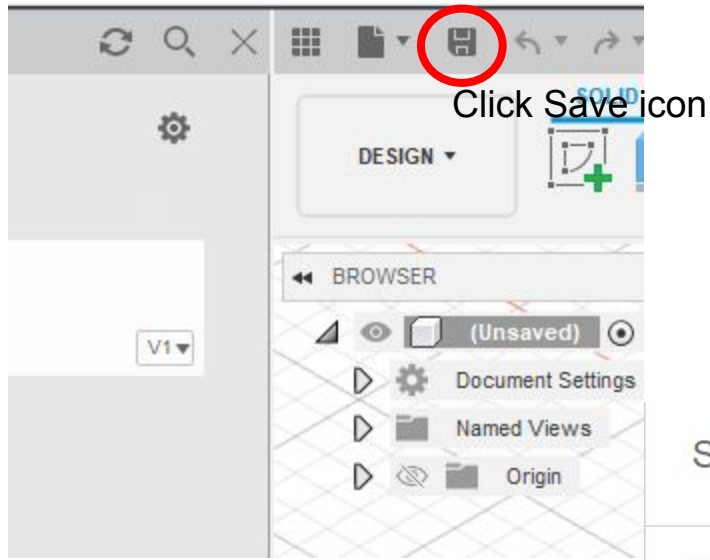 SOLID
Click Save icon
DESIGN
BROWSER
(Unsaved)
V1
Document Settings
Named Views
Origin
S